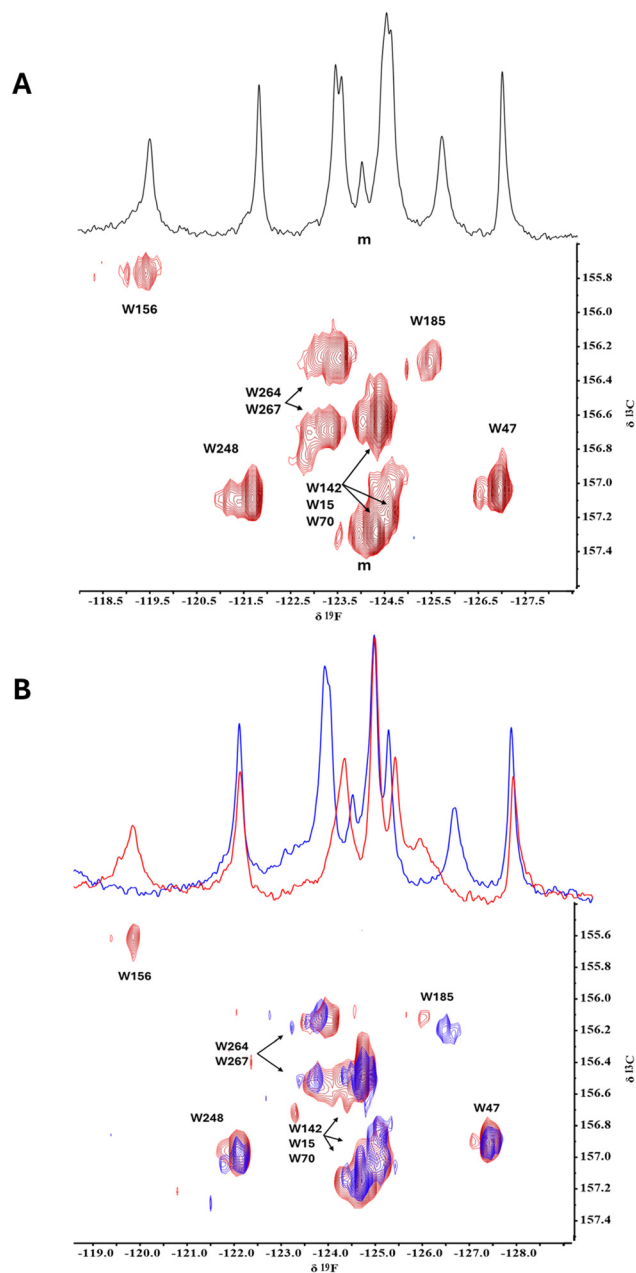 A
m
155.8
W156
156.0
W185
156.2
W264
156.4
W267
156.6
δ ¹³C
W248
W47
156.8
W142
157.0
W15
W70
157.2
m
157.4
-118.5 -119.5 -120.5 -121.5 -122.5 -123.5 -124.5 -125.5 -126.5 -127.5
δ ¹⁹F
B
155.6
W156
155.8
W185
156.0
W264
156.2
W267
156.4
δ ¹³C
156.6
W248
W142
W47
156.8
W15
W70
157.0
157.2
157.4
-119.0 -120.0 -121.0 -122.0 -123.0 -124.0 -125.0 -126.0 -127.0 -128.0
δ ¹⁹F